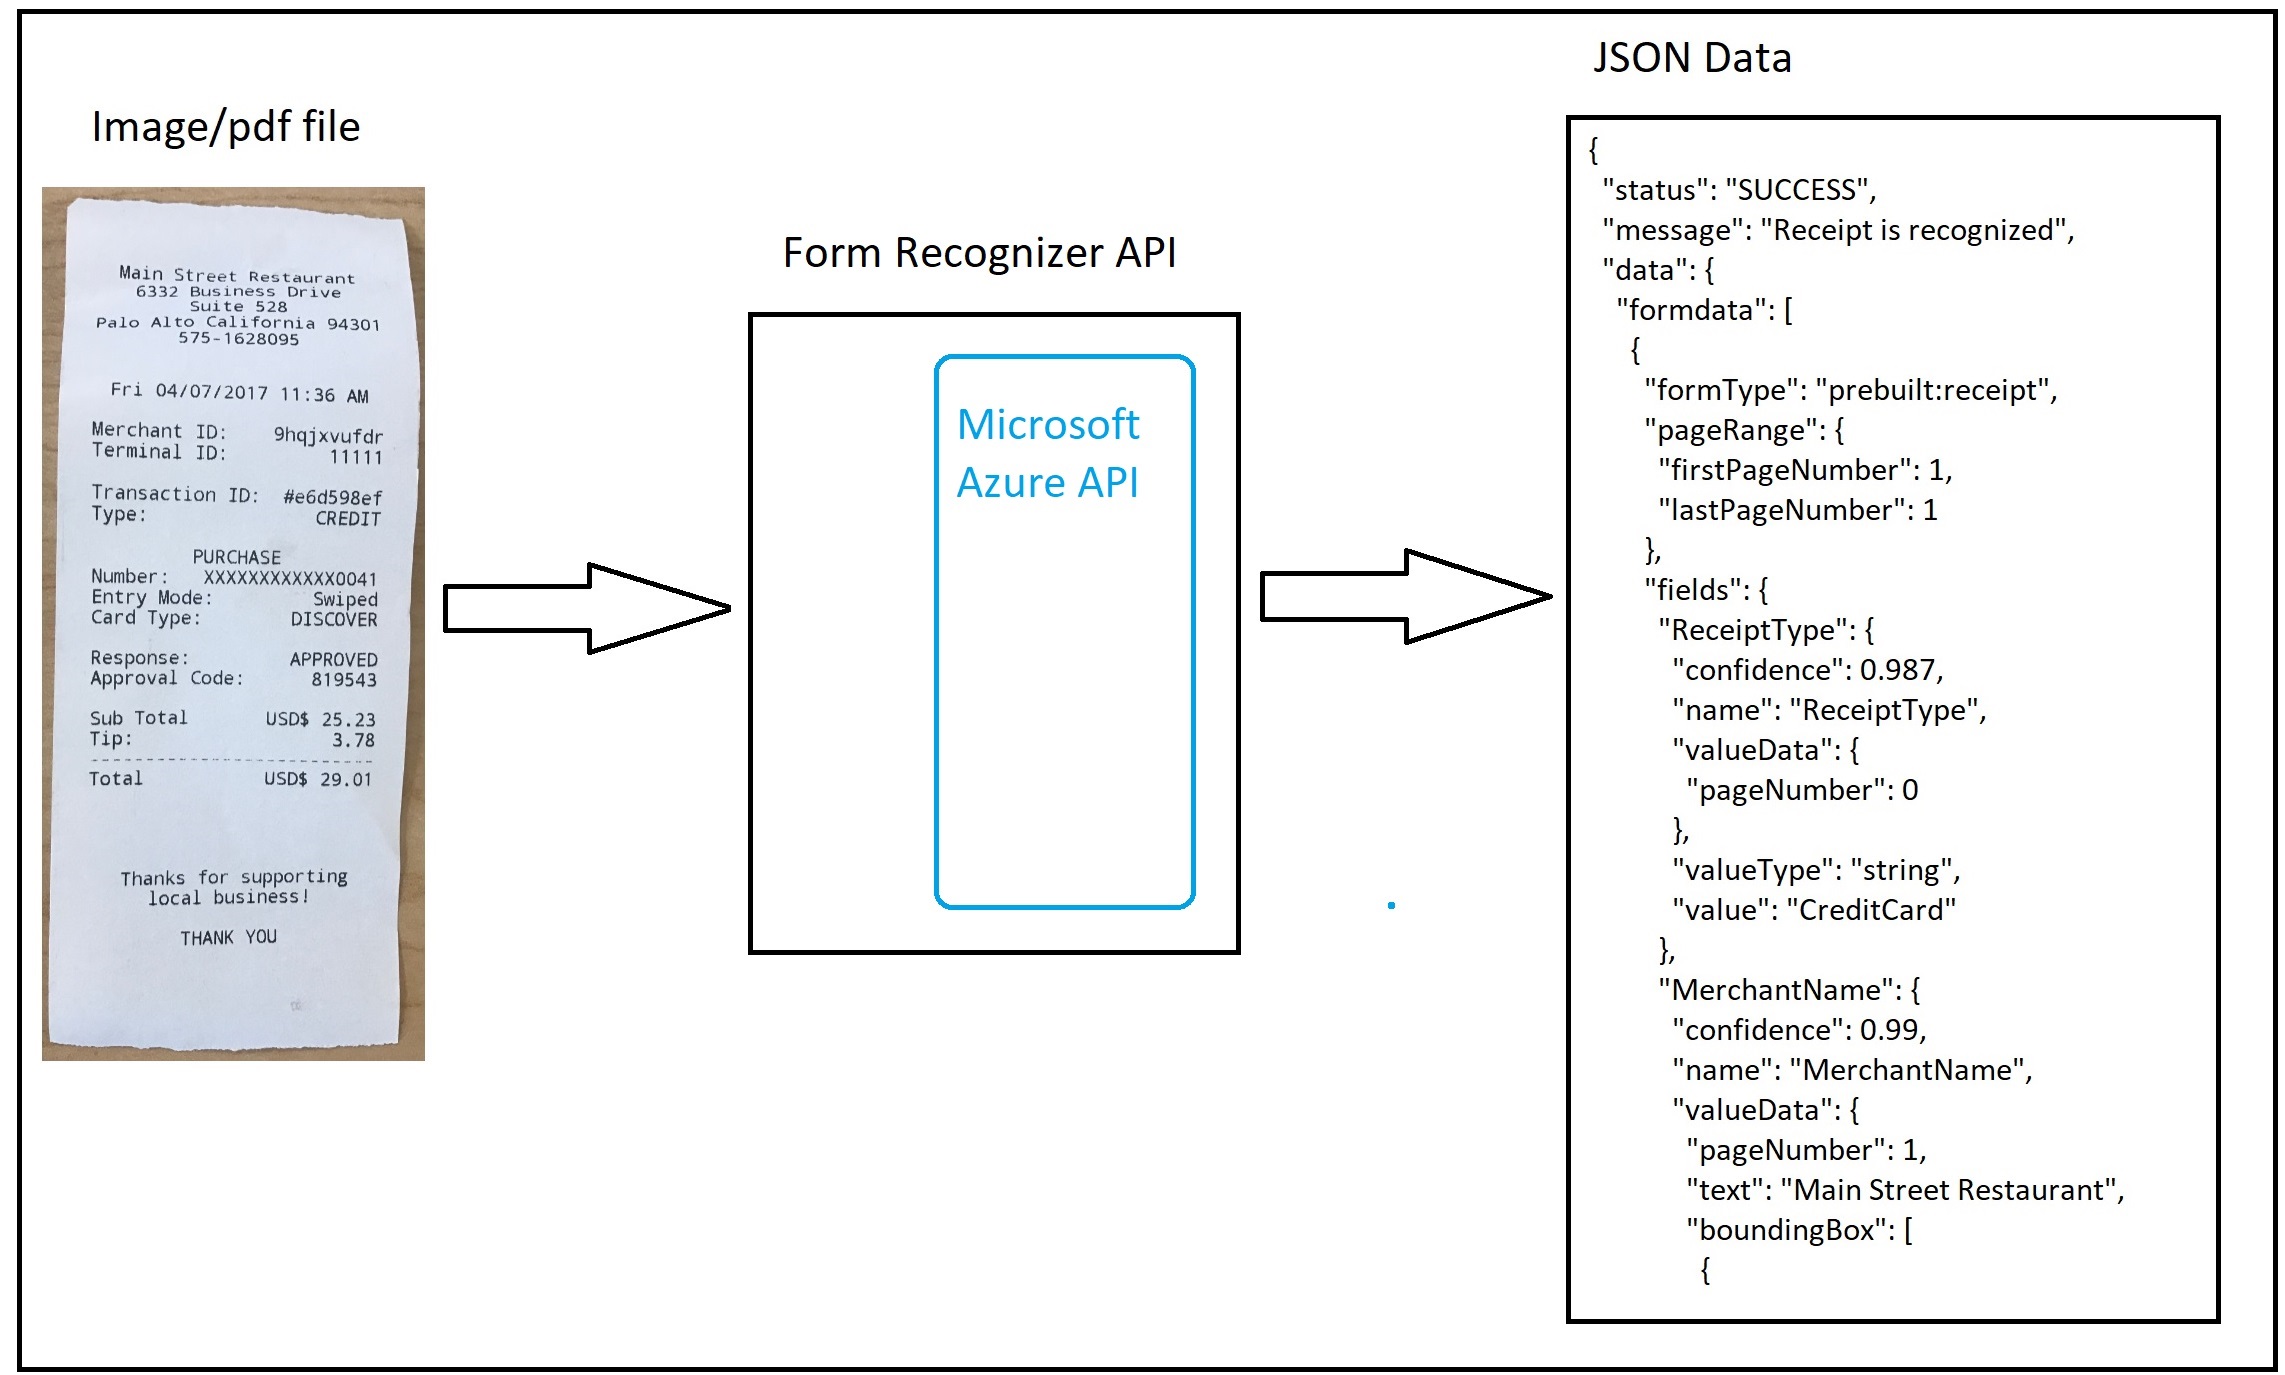 Image/pdf file
Main Street Restaurant
6332 Business Drive
Suite 528
Palo Alto California 94301
575-1628095
Fri 04/07/2017 11:36 AM
Merchant ID: 9hqjxvufdr
Terminal ID: 11111
Transaction ID: #e6d598ef
Type: CREDIT
PURCHASE
Number: XXXXXXXXXXXX0041
Entry Mode: Swiped
Card Type: DISCOVER
Response: APPROVED
Approval Code: 819543
Sub Total USD$ 25.23
Tip: 3.78
Total USD$ 29.01
Thanks for supporting
local business!
THANK YOU
Form Recognizer API
Microsoft
Azure API
JSON Data
{
"status": "SUCCESS",
"message": "Receipt is recognized",
"data": {
"formdata": [
{
"formType": "prebuilt:receipt",
"pageRange": {
"firstPageNumber": 1,
"lastPageNumber": 1
},
"fields": {
"ReceiptType": {
"confidence": 0.987,
"name": "ReceiptType",
"valueData": {
"pageNumber": 0
},
"valueType": "string",
"value": "CreditCard"
},
"MerchantName": {
"confidence": 0.99,
"name": "MerchantName",
"valueData": {
"pageNumber": 1,
"text": "Main Street Restaurant",
"boundingBox": [
{